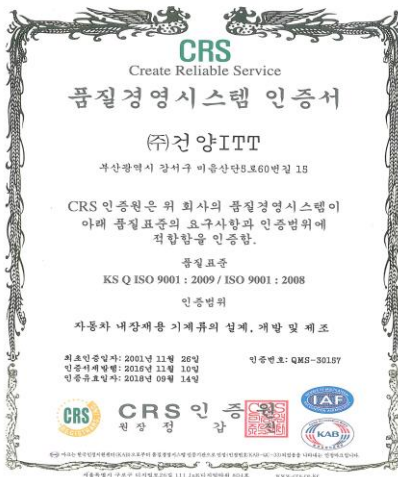 CRS
Create Reliable Service
품질경영시스템 인증서
㈜건양ITT
부산광역시 강서구 미음산단5로60번길 15
CRS 인증원은 위 회사의 품질경영시스템이
아래 품질표준의 요구사항과 인증범위에
적합함을 인증함.
품질표준
KS Q ISO 9001 : 2009 / ISO 9001 : 2008
인증범위
자동차 내장재용 기계류의 설계, 개발 및 제조
최초인증일자: 2001년 11월 26일
인증서재발행: 2015년 11월 10일
인증유효일자: 2018년 09월 14일
인증번호: QMS-30157
CRS
CRS 인 증 원
원장 정 갑 진
IAF
KAB